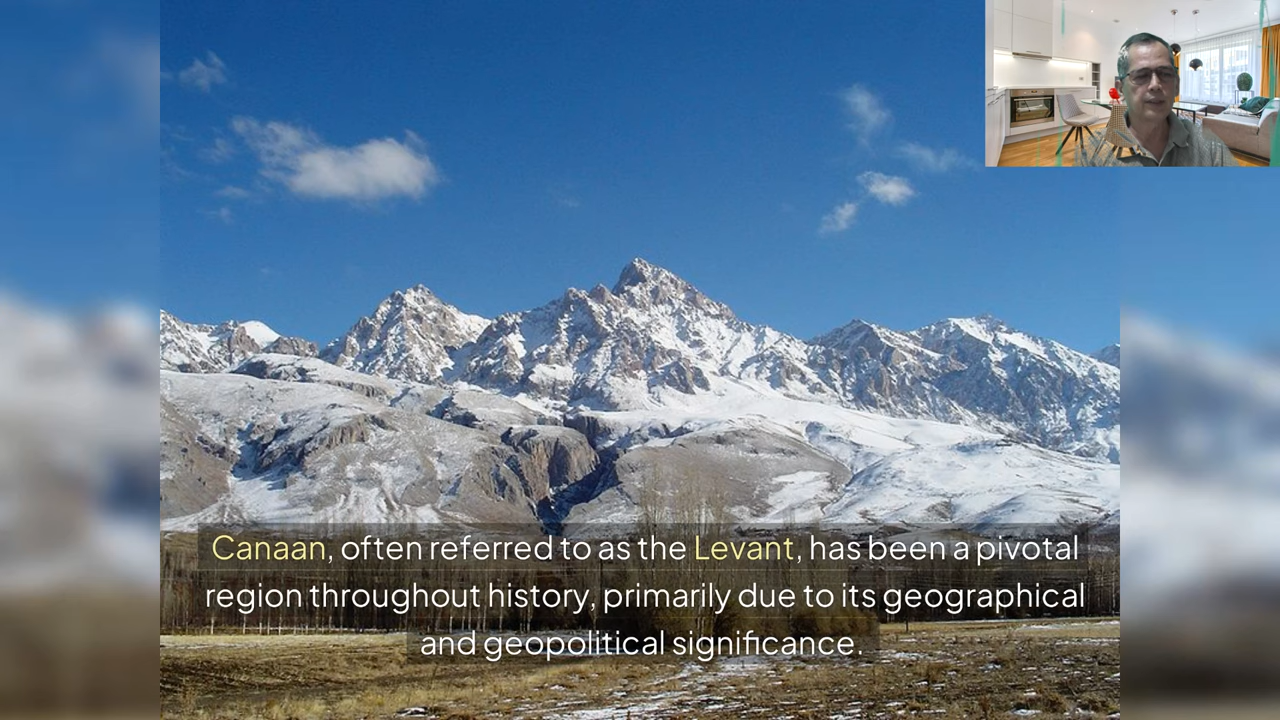 Canaan, often referred to as the Levant, has been a pivotal
region throughout history, primarily due to its geographical
and geopolitical significance.